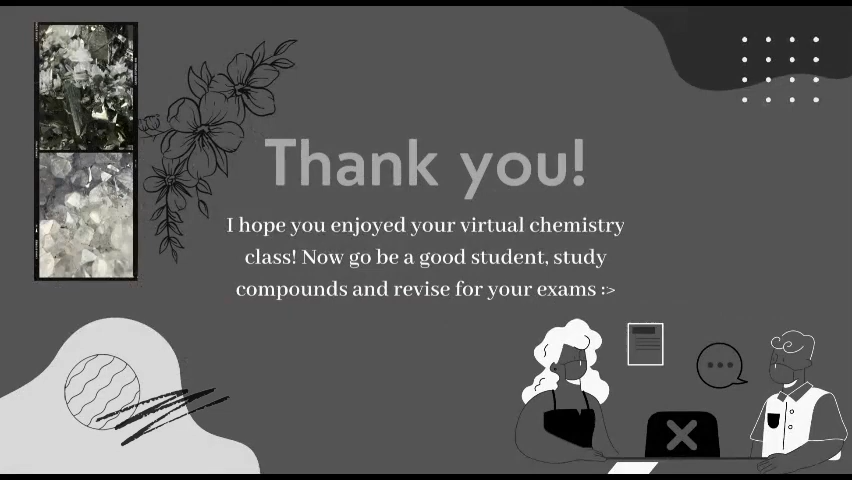 Thank you!
I hope you enjoyed your virtual chemistry
class! Now go be a good student, study
compounds and revise for your exams :>